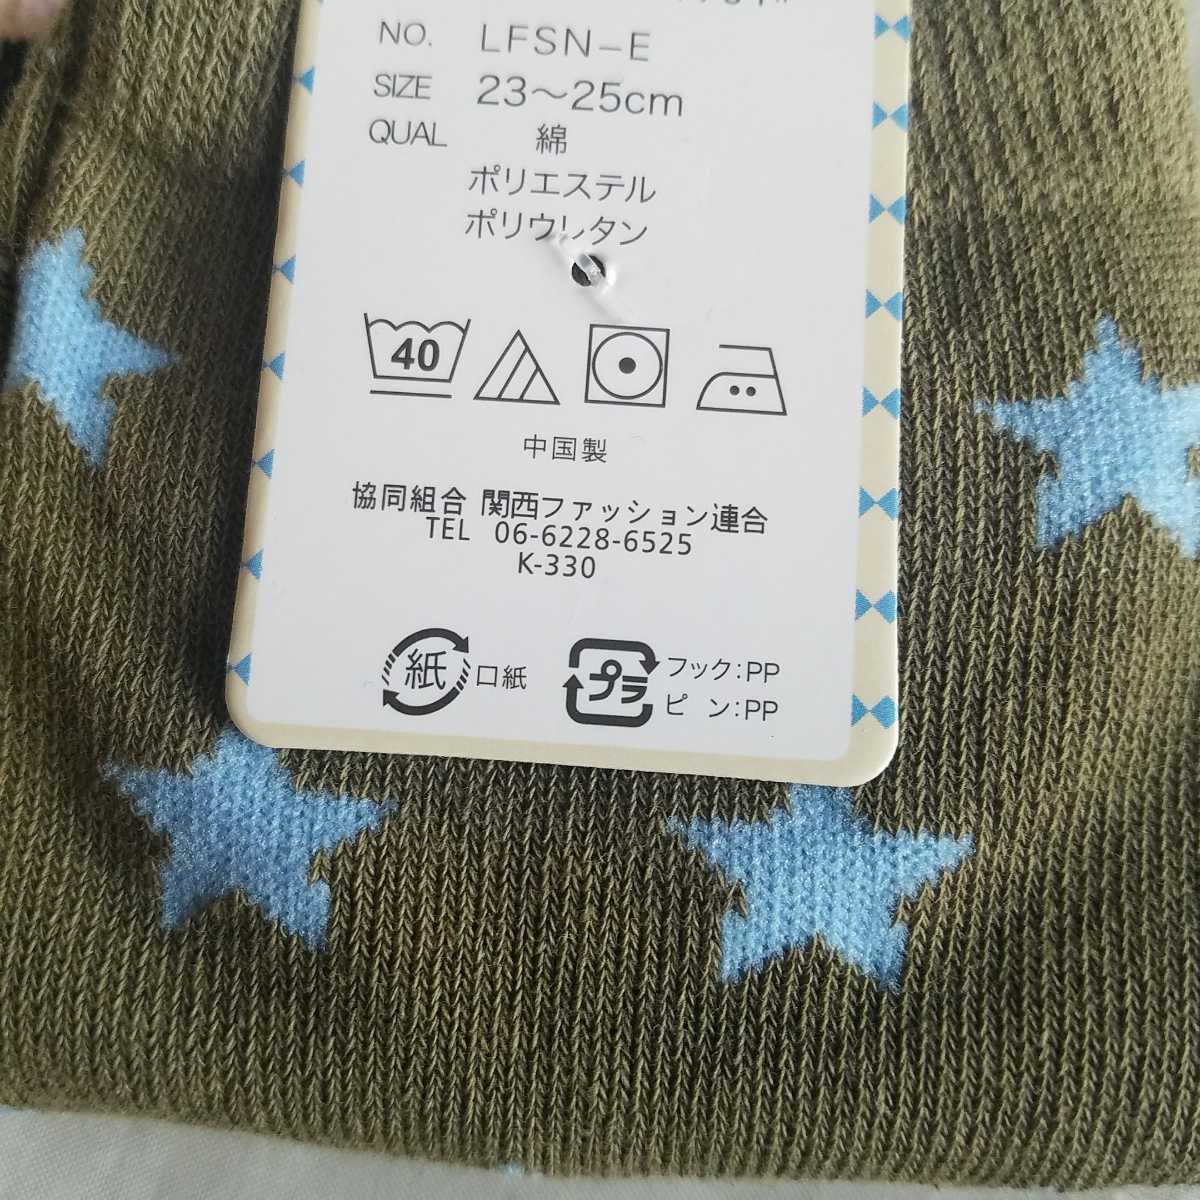 NO. LFSN-E
SIZE 23～25cm
QUAL 綿
ポリエステル
ポリウレタン
40
中国製
協同組合 関西ファッション連合
TEL 06-6228-6525
K-330
紙 口紙
プラ フック:PP
ピン:PP